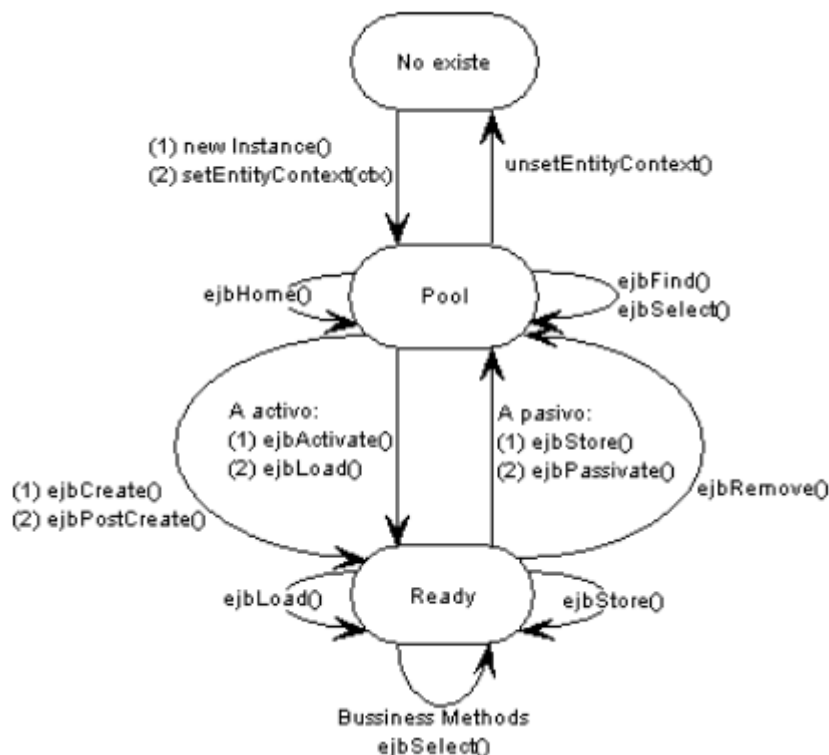 No existe
(1) new Instance()
(2) setEntityContext(ctx)
unsetEntityContext()
ejbHome()
Pool
ejbFind()
ejbSelect()
A activo:
(1) ejbActivate()
(2) ejbLoad()
A pasivo:
(1) ejbStore()
(2) ejbPassivate()
(1) ejbCreate()
(2) ejbPostCreate()
ejbRemove()
ejbLoad()
Ready
ejbStore()
Bussiness Methods
ejbSelect()